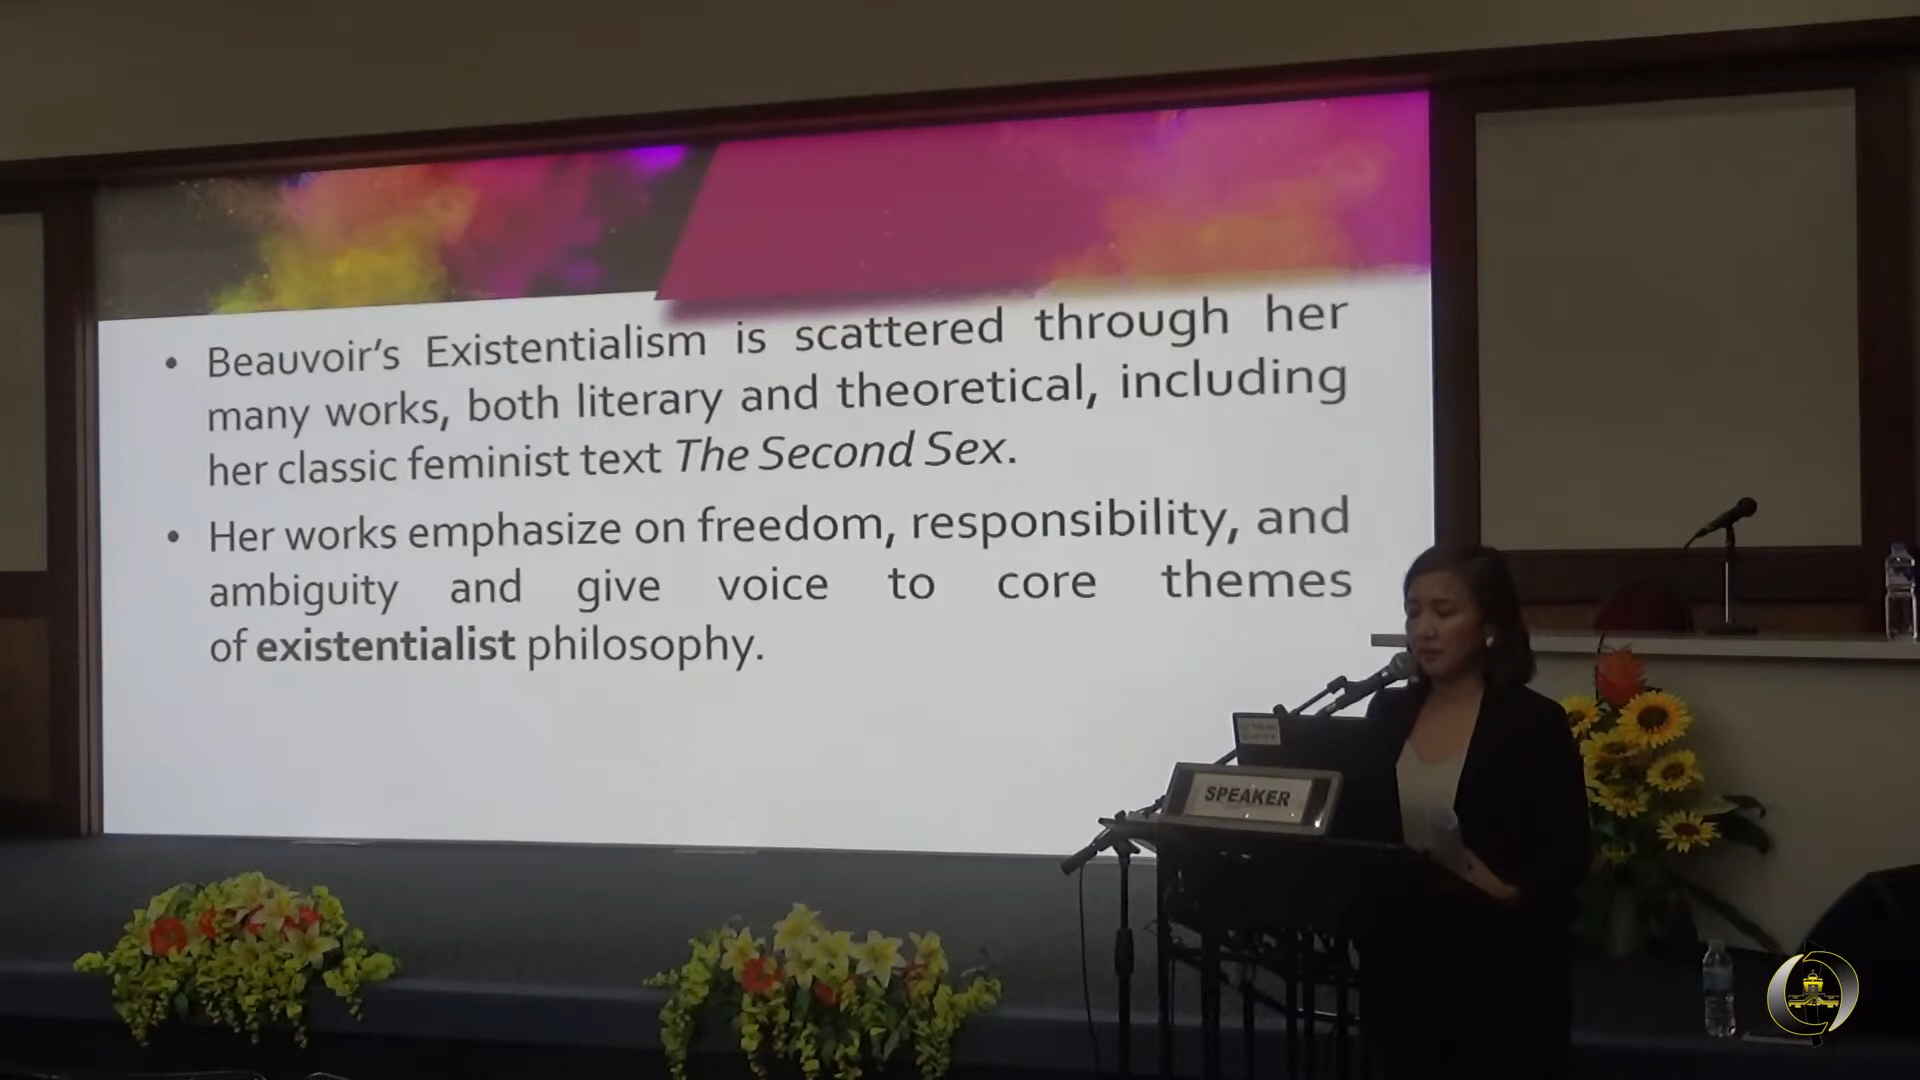 • Beauvoir's Existentialism is scattered through her
many works, both literary and theoretical, including
her classic feminist text The Second Sex.
• Her works emphasize on freedom, responsibility, and
ambiguity and give voice to core themes
of existentialist philosophy.
SPEAKER